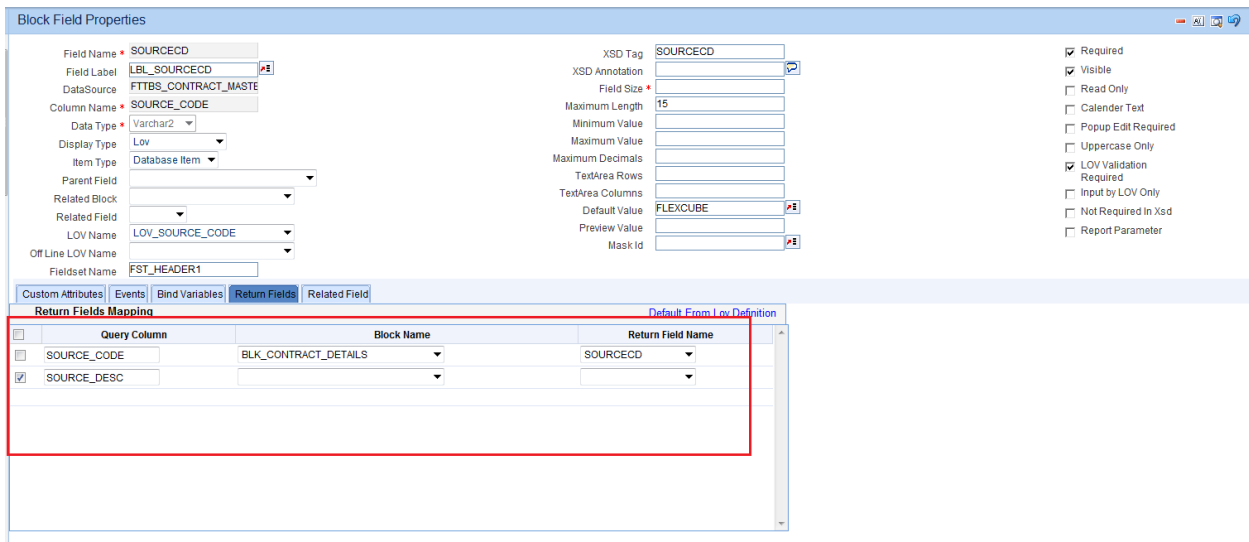 Block Field Properties
Field Name * SOURCECD
Field Label LBL_SOURCECD
DataSource FTTBS_CONTRACT_MASTE
Column Name * SOURCE_CODE
Data Type * Varchar2
Display Type Lov
Item Type Database Item
Parent Field
Related Block
Related Field
LOV Name LOV_SOURCE_CODE
Off Line LOV Name
Fieldset Name FST_HEADER1
XSD Tag SOURCECD
XSD Annotation
Field Size *
Maximum Length 15
Minimum Value
Maximum Value
Maximum Decimals
TextArea Rows
TextArea Columns
Default Value FLEXCUBE
Preview Value
Mask Id
Required
Visible
Read Only
Calender Text
Popup Edit Required
Uppercase Only
LOV Validation
Required
Input by LOV Only
Not Required In Xsd
Report Parameter
Custom Attributes Events Bind Variables Return Fields Related Field
Return Fields Mapping Default From Lov Definition
Query Column Block Name Return Field Name
SOURCE_CODE BLK_CONTRACT_DETAILS SOURCECD
SOURCE_DESC